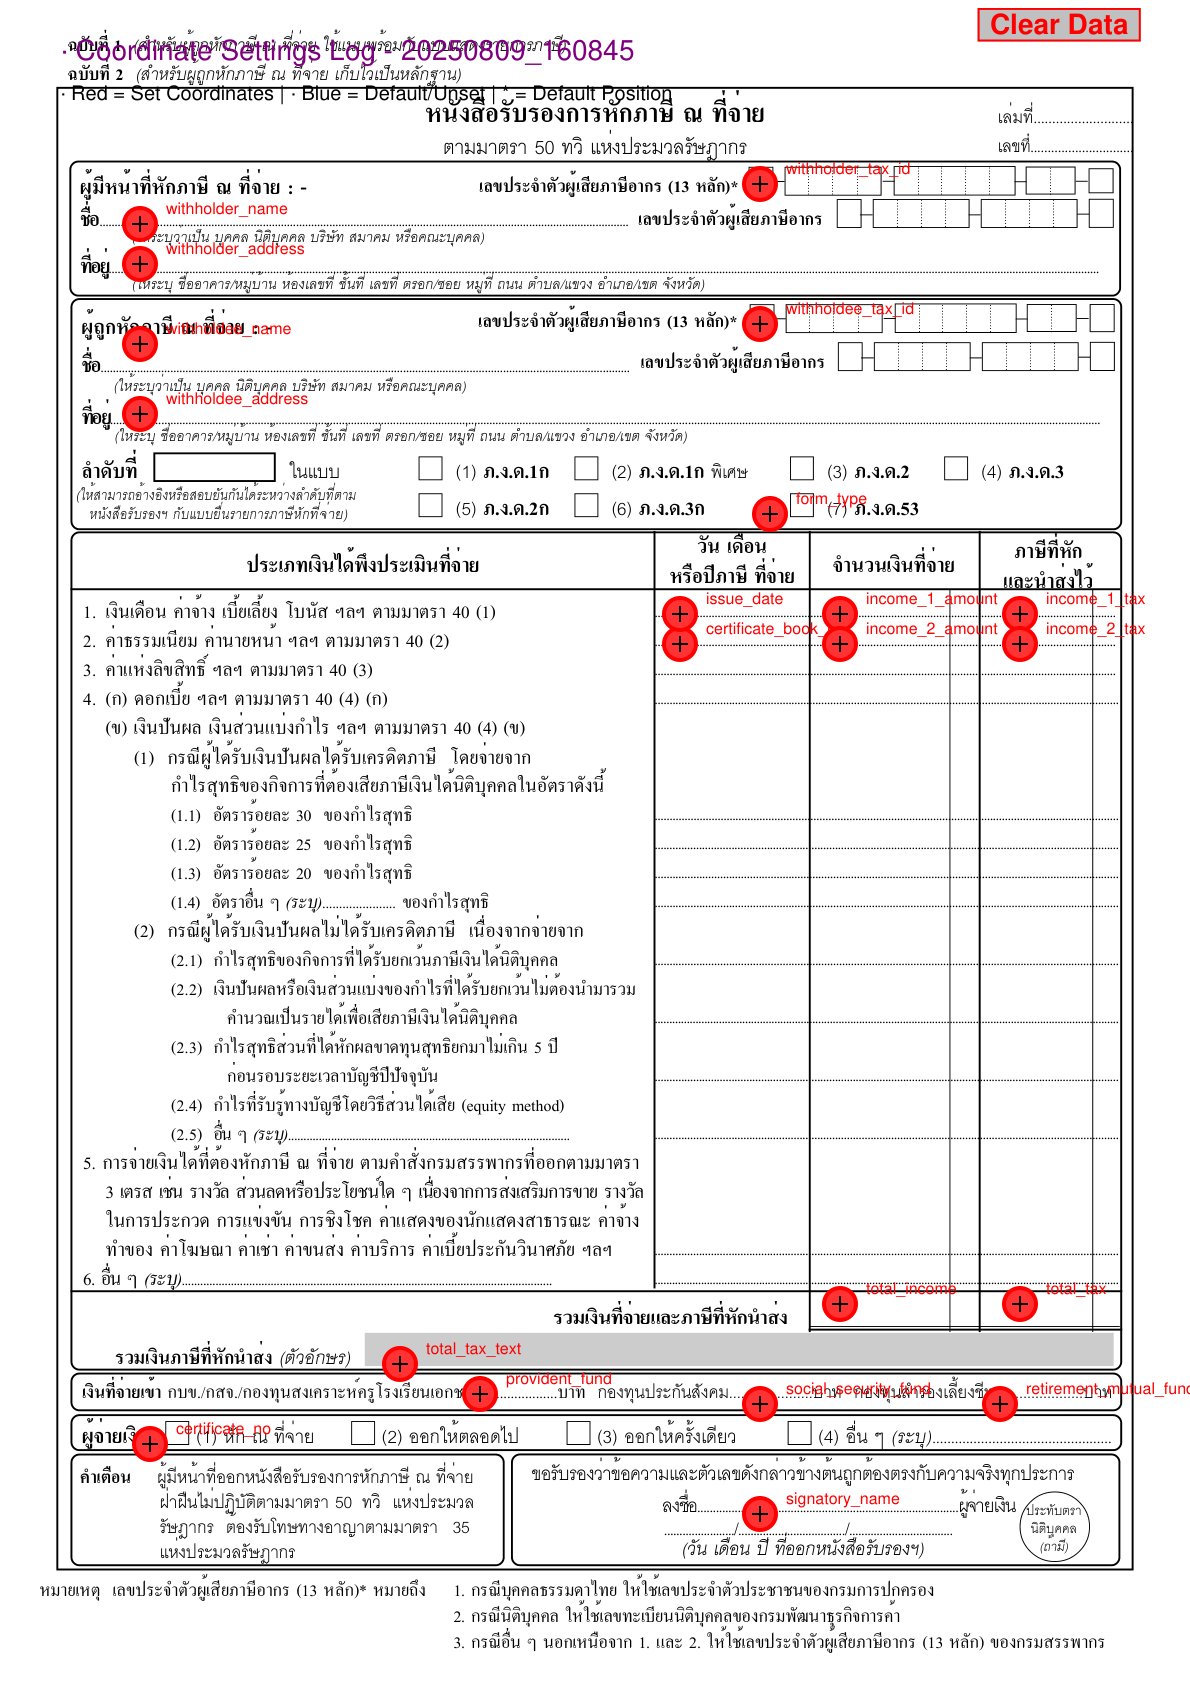 Clear Data
ฉบับที่ 1 (สำหรับผู้ถูกหักภาษี ณ ที่จ่าย ใช้แนบพร้อมกับแบบแสดงรายการภาษี)
· Coordinate Settings Log - 20250809_160845
ฉบับที่ 2 (สำหรับผู้ถูกหักภาษี ณ ที่จ่าย เก็บไว้เป็นหลักฐาน)
· Red = Set Coordinates | · Blue = Default/Unset | * = Default Position
หนังสือรับรองการหักภาษี ณ ที่จ่าย
เล่มที่
ตามมาตรา 50 ทวิ แห่งประมวลรัษฎากร
เลขที่
ผู้มีหน้าที่หักภาษี ณ ที่จ่าย : -
เลขประจำตัวผู้เสียภาษีอากร (13 หลัก)*
withholder_tax_id
ชื่อ
withholder_name
เลขประจำตัวผู้เสียภาษีอากร
(ให้ระบุว่าเป็น บุคคล นิติบุคคล บริษัท สมาคม หรือคณะบุคคล)
withholder_address
ที่อยู่
(ให้ระบุ ชื่ออาคาร/หมู่บ้าน ห้องเลขที่ ชั้นที่ เลขที่ ตรอก/ซอย หมู่ที่ ถนน ตำบล/แขวง อำเภอ/เขต จังหวัด)
ผู้ถูกหักภาษี ณ ที่จ่าย : -
withholdee_name
เลขประจำตัวผู้เสียภาษีอากร (13 หลัก)*
withholdee_tax_id
ชื่อ
เลขประจำตัวผู้เสียภาษีอากร
(ให้ระบุว่าเป็น บุคคล นิติบุคคล บริษัท สมาคม หรือคณะบุคคล)
withholdee_address
ที่อยู่
(ให้ระบุ ชื่ออาคาร/หมู่บ้าน ห้องเลขที่ ชั้นที่ เลขที่ ตรอก/ซอย หมู่ที่ ถนน ตำบล/แขวง อำเภอ/เขต จังหวัด)
ลำดับที่ ในแบบ (1) ภ.ง.ด.1ก (2) ภ.ง.ด.1ก พิเศษ (3) ภ.ง.ด.2 (4) ภ.ง.ด.3
(ให้สามารถอ้างอิงหรือสอบยันกันได้ระหว่างลำดับที่ตาม
หนังสือรับรองฯ กับแบบยื่นรายการภาษีหักที่จ่าย)
(5) ภ.ง.ด.2ก (6) ภ.ง.ด.3ก (7) ภ.ง.ด.53
form_type
ประเภทเงินได้พึงประเมินที่จ่าย
วัน เดือน
หรือปีภาษี ที่จ่าย
จำนวนเงินที่จ่าย
ภาษีที่หัก
และนำส่งไว้
1. เงินเดือน ค่าจ้าง เบี้ยเลี้ยง โบนัส ฯลฯ ตามมาตรา 40 (1)
issue_date income_1_amount income_1_tax
2. ค่าธรรมเนียม ค่านายหน้า ฯลฯ ตามมาตรา 40 (2)
certificate_book_ income_2_amount income_2_tax
3. ค่าแห่งลิขสิทธิ์ ฯลฯ ตามมาตรา 40 (3)
4. (ก) ดอกเบี้ย ฯลฯ ตามมาตรา 40 (4) (ก)
(ข) เงินปันผล เงินส่วนแบ่งกำไร ฯลฯ ตามมาตรา 40 (4) (ข)
(1) กรณีผู้ได้รับเงินปันผลได้รับเครดิตภาษี โดยจ่ายจาก
กำไรสุทธิของกิจการที่ต้องเสียภาษีเงินได้นิติบุคคลในอัตราดังนี้
(1.1) อัตราร้อยละ 30 ของกำไรสุทธิ
(1.2) อัตราร้อยละ 25 ของกำไรสุทธิ
(1.3) อัตราร้อยละ 20 ของกำไรสุทธิ
(1.4) อัตราอื่น ๆ (ระบุ)...................... ของกำไรสุทธิ
(2) กรณีผู้ได้รับเงินปันผลไม่ได้รับเครดิตภาษี เนื่องจากจ่ายจาก
(2.1) กำไรสุทธิของกิจการที่ได้รับยกเว้นภาษีเงินได้นิติบุคคล
(2.2) เงินปันผลหรือเงินส่วนแบ่งของกำไรที่ได้รับยกเว้นไม่ต้องนำมารวม
คำนวณเป็นรายได้เพื่อเสียภาษีเงินได้นิติบุคคล
(2.3) กำไรสุทธิส่วนที่ได้หักผลขาดทุนสุทธิยกมาไม่เกิน 5 ปี
ก่อนรอบระยะเวลาบัญชีปีปัจจุบัน
(2.4) กำไรที่รับรู้ทางบัญชีโดยวิธีส่วนได้เสีย (equity method)
(2.5) อื่น ๆ (ระบุ)
5. การจ่ายเงินได้ที่ต้องหักภาษี ณ ที่จ่าย ตามคำสั่งกรมสรรพากรที่ออกตามมาตรา
3 เตรส เช่น รางวัล ส่วนลดหรือประโยชน์ใด ๆ เนื่องจากการส่งเสริมการขาย รางวัล
ในการประกวด การแข่งขัน การชิงโชค ค่าแสดงของนักแสดงสาธารณะ ค่าจ้าง
ทำของ ค่าโฆษณา ค่าเช่า ค่าขนส่ง ค่าบริการ ค่าเบี้ยประกันวินาศภัย ฯลฯ
6. อื่น ๆ (ระบุ)
total_income total_tax
รวมเงินที่จ่ายและภาษีที่หักนำส่ง
รวมเงินภาษีที่หักนำส่ง (ตัวอักษร)
total_tax_text
เงินที่จ่ายเข้า กบข./กสจ./กองทุนสงเคราะห์ครูโรงเรียนเอกช ...............บาท กองทุนประกันสังคม.... บาท กองทุนสำรองเลี้ยงชี ...............บาท
provident_fund social_security_fund retirement_mutual_fund
ผู้จ่ายเงิ (1) หัก ณ ที่จ่าย (2) ออกให้ตลอดไป (3) ออกให้ครั้งเดียว (4) อื่น ๆ (ระบุ)
certificate_no
คำเตือน ผู้มีหน้าที่ออกหนังสือรับรองการหักภาษี ณ ที่จ่าย
ฝ่าฝืนไม่ปฏิบัติตามมาตรา 50 ทวิ แห่งประมวล
รัษฎากร ต้องรับโทษทางอาญาตามมาตรา 35
แห่งประมวลรัษฎากร
ขอรับรองว่าข้อความและตัวเลขดังกล่าวข้างต้นถูกต้องตรงกับความจริงทุกประการ
ลงชื่อ ผู้จ่ายเงิน
signatory_name
(วัน เดือน ปี ที่ออกหนังสือรับรองฯ)
ประทับตรา
นิติบุคคล
(ถ้ามี)
หมายเหตุ เลขประจำตัวผู้เสียภาษีอากร (13 หลัก)* หมายถึง
1. กรณีบุคคลธรรมดาไทย ให้ใช้เลขประจำตัวประชาชนของกรมการปกครอง
2. กรณีนิติบุคคล ให้ใช้เลขทะเบียนนิติบุคคลของกรมพัฒนาธุรกิจการค้า
3. กรณีอื่น ๆ นอกเหนือจาก 1. และ 2. ให้ใช้เลขประจำตัวผู้เสียภาษีอากร (13 หลัก) ของกรมสรรพากร